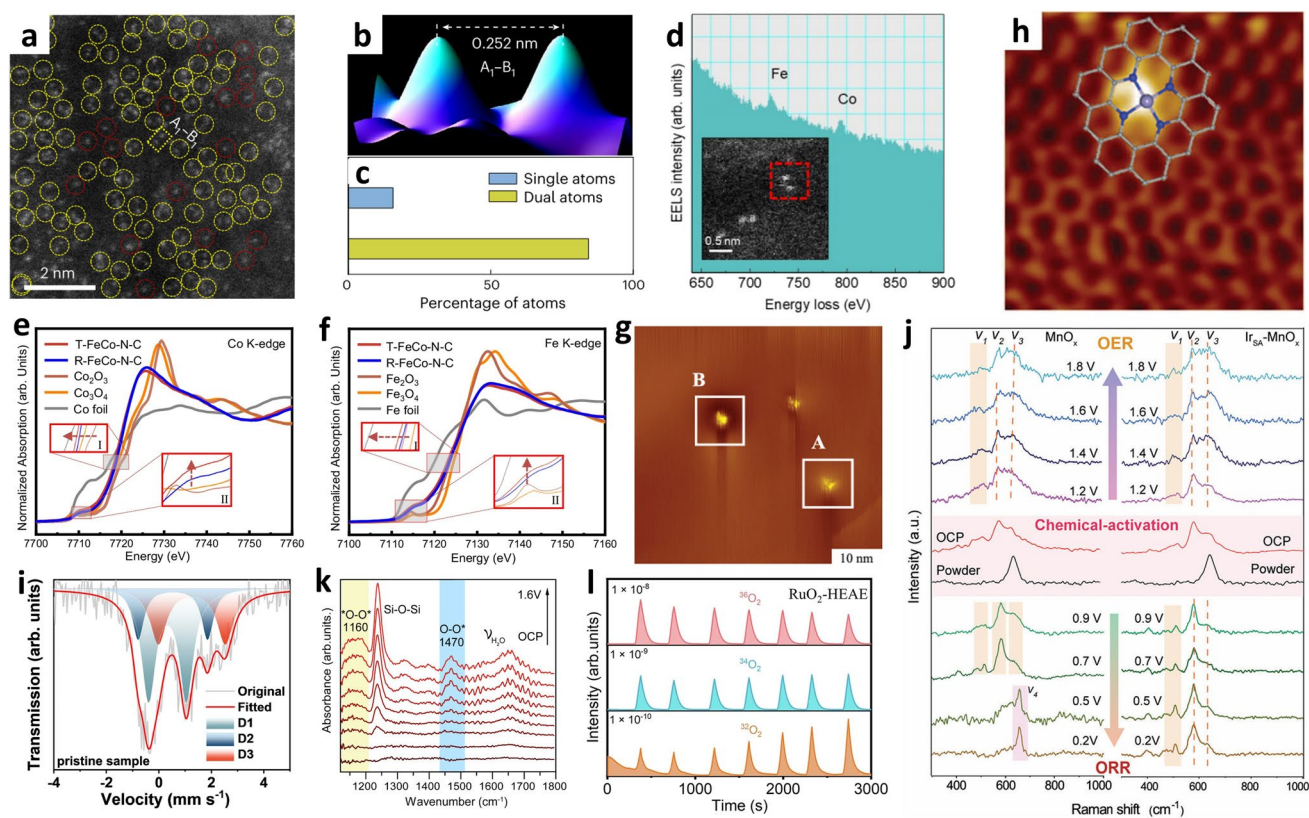 a
A₁–B₁
2 nm
b
0.252 nm
A₁–B₁
c
Single atoms
Dual atoms
0
50
100
Percentage of atoms
d
EELS intensity (arb. units)
Fe
Co
0.5 nm
650
700
750
800
850
900
Energy loss (eV)
h
e
Normalized Absorption (arb. Units)
T-FeCo-N-C
R-FeCo-N-C
Co₂O₃
Co₃O₄
Co foil
Co K-edge
I
II
7700
7710
7720
7730
7740
7750
7760
Energy (eV)
f
Normalized Absorption (arb. Units)
T-FeCo-N-C
R-FeCo-N-C
Fe₂O₃
Fe₃O₄
Fe foil
Fe K-edge
I
II
7100
7110
7120
7130
7140
7150
7160
Energy (eV)
g
B
A
10 nm
i
Transmission (arb. units)
Original
Fitted
D1
D2
D3
pristine sample
-4
-2
0
2
4
Velocity (mm s⁻¹)
k
Absorbance (arb.units.)
*O-O*
1160
Si-O-Si
O-O*
1470
νH₂O
1.6V
OCP
1200
1300
1400
1500
1600
1700
1800
Wavenumber (cm⁻¹)
l
Intensity (arb.units)
1 × 10⁻⁸
³⁶O₂
RuO₂-HEAE
1 × 10⁻⁹
³⁴O₂
1 × 10⁻¹⁰
³²O₂
0
1000
2000
3000
Time (s)
j
Intensity (a.u.)
V₁ V₂ V₃
MnOₓ
OER
V₁ V₂ V₃
IrSA-MnOₓ
1.8 V
1.8 V
1.6 V
1.6 V
1.4 V
1.4 V
1.2 V
1.2 V
Chemical-activation
OCP
OCP
Powder
Powder
0.9 V
0.9 V
0.7 V
0.7 V
V₄
0.5 V
0.5 V
0.2V
0.2V
ORR
400
600
800
1000
400
600
800
1000
Raman shift (cm⁻¹)